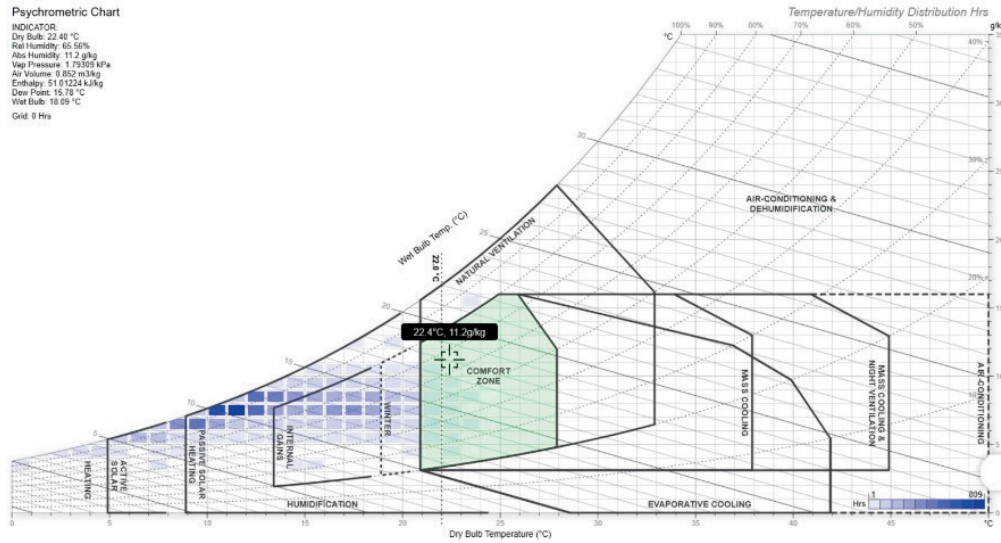 Psychrometric Chart
Temperature/Humidity Distribution Hrs
INDICATOR:
Dry Bulb: 22.40 °C
Rel Humidity: 65.56%
Abs Humidity: 11.2 g/kg
Vap Pressure: 1.79309 kPa
Air Volume: 0.852 m3/kg
Enthalpy: 51.01224 kJ/kg
Dew Point: 15.78 °C
Wet Bulb: 18.09 °C
Grid: 0 Hrs
°C 100% 90% 80% 70% 60% 50%
40%
30
20%
AIR-CONDITIONING &
DEHUMIDIFICATION
Wet Bulb Temp. (°C)
22.0 °C
NATURAL VENTILATION
25
20
15
10
5
22.4°C, 11.2g/kg
COMFORT
ZONE
WINTER
INTERNAL
GAINS
PASSIVE SOLAR
HEATING
ACTIVE
SOLAR
HEATING
MASS COOLING
MASS COOLING &
NIGHT VENTILATION
AIR-CONDITIONING
HUMIDIFICATION
EVAPORATIVE COOLING
Hrs 1 809
0 5 10 15 20 25 30 35 40 45 °C
Dry Bulb Temperature (°C)